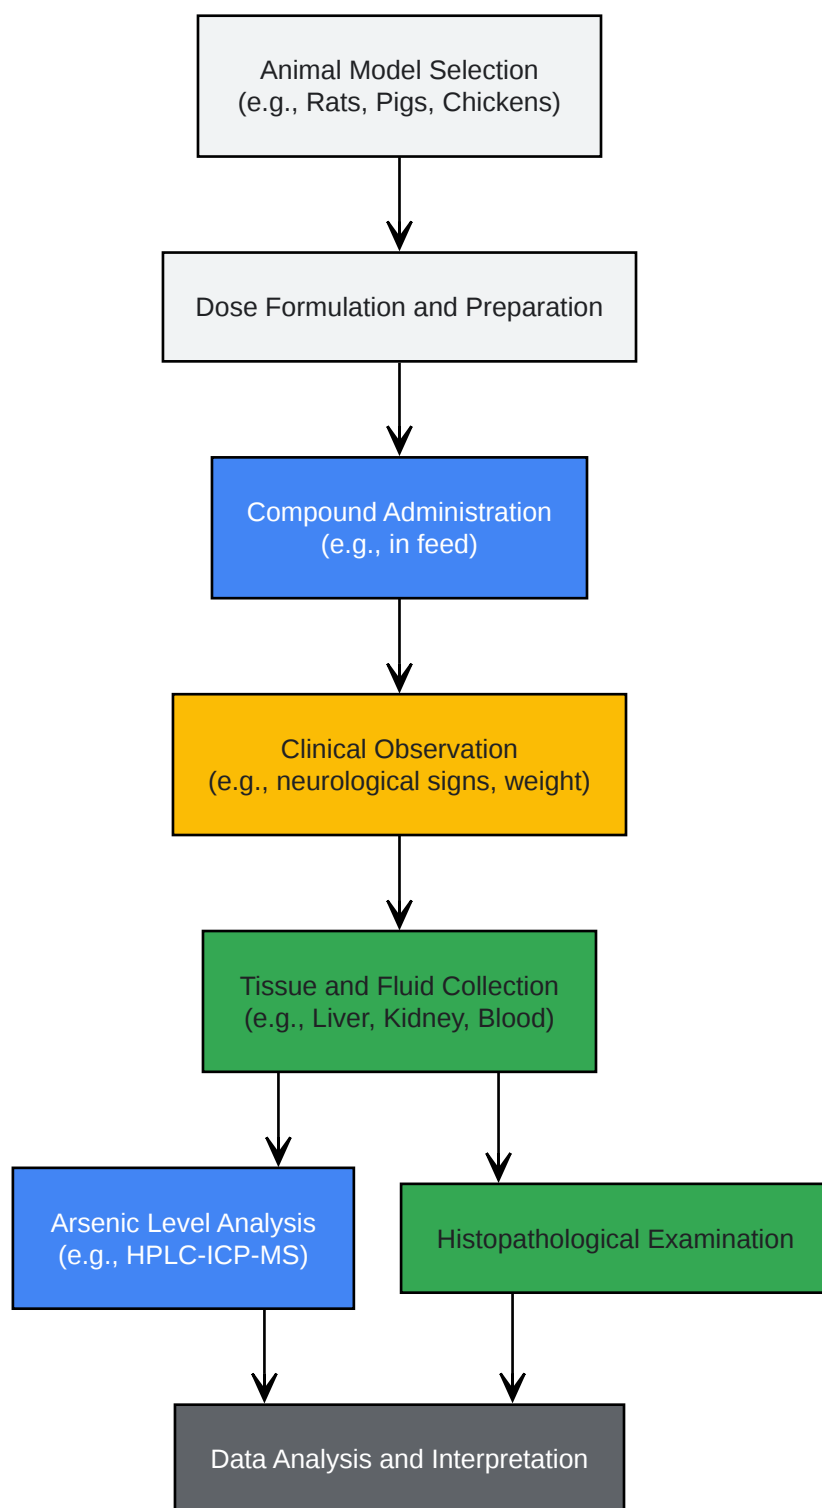 Animal Model Selection
(e.g., Rats, Pigs, Chickens)
Dose Formulation and Preparation
Compound Administration
(e.g., in feed)
Clinical Observation
(e.g., neurological signs, weight)
Tissue and Fluid Collection
(e.g., Liver, Kidney, Blood)
Arsenic Level Analysis
(e.g., HPLC-ICP-MS)
Histopathological Examination
Data Analysis and Interpretation